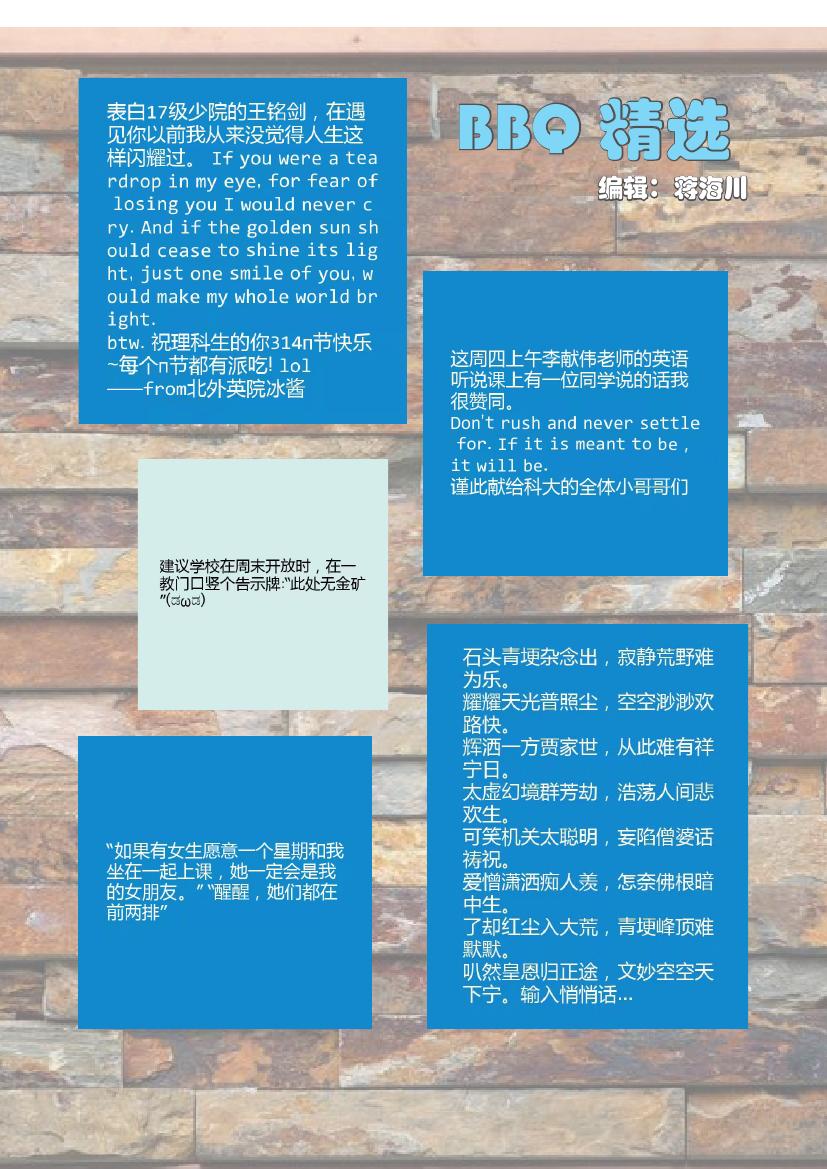 BBQ 精选
编辑：蒋海川
表白17级少院的王铭剑，在遇
见你以前我从来没觉得人生这
样闪耀过。 If you were a tea
rdrop in my eye, for fear of
losing you I would never c
ry. And if the golden sun sh
ould cease to shine its lig
ht, just one smile of you, w
ould make my whole world br
ight.
btw. 祝理科生的你314π节快乐
~每个π节都有派吃! lol
——from北外英院冰酱
这周四上午李献伟老师的英语
听说课上有一位同学说的话我
很赞同。
Don't rush and never settle
for. If it is meant to be ,
it will be.
谨此献给科大的全体小哥哥们
建议学校在周末开放时，在一
教门口竖个告示牌:“此处无金矿
”(ಡωಡ)
石头青埂杂念出，寂静荒野难
为乐。
耀耀天光普照尘，空空渺渺欢
路快。
辉洒一方贾家世，从此难有祥
宁日。
太虚幻境群芳劫，浩荡人间悲
欢生。
可笑机关太聪明，妄陷僧婆话
祷祝。
爱憎潇洒痴人羡，怎奈佛根暗
中生。
了却红尘入大荒，青埂峰顶难
默默。
叭然皇恩归正途，文妙空空天
下宁。输入悄悄话...
“如果有女生愿意一个星期和我
坐在一起上课，她一定会是我
的女朋友。” “醒醒，她们都在
前两排”